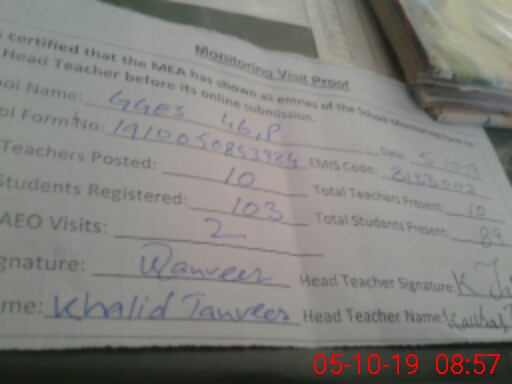 Monitoring Visit Proof
s certified that the MEA has shown all entries of the School Monitoring Form to
Head Teacher before its online submission.
ool Name: GGES 46, P Date: 5
ol Form No: EMIS Code:
Teachers Posted: 10 Total Teachers Present: 10
Students Registered: 103 Total Students Present: 89
AEO Visits: 2
gnature: Tanveer Head Teacher Signature: K.
me: Khalid Tanveer Head Teacher Name:
05-10-19 08:57